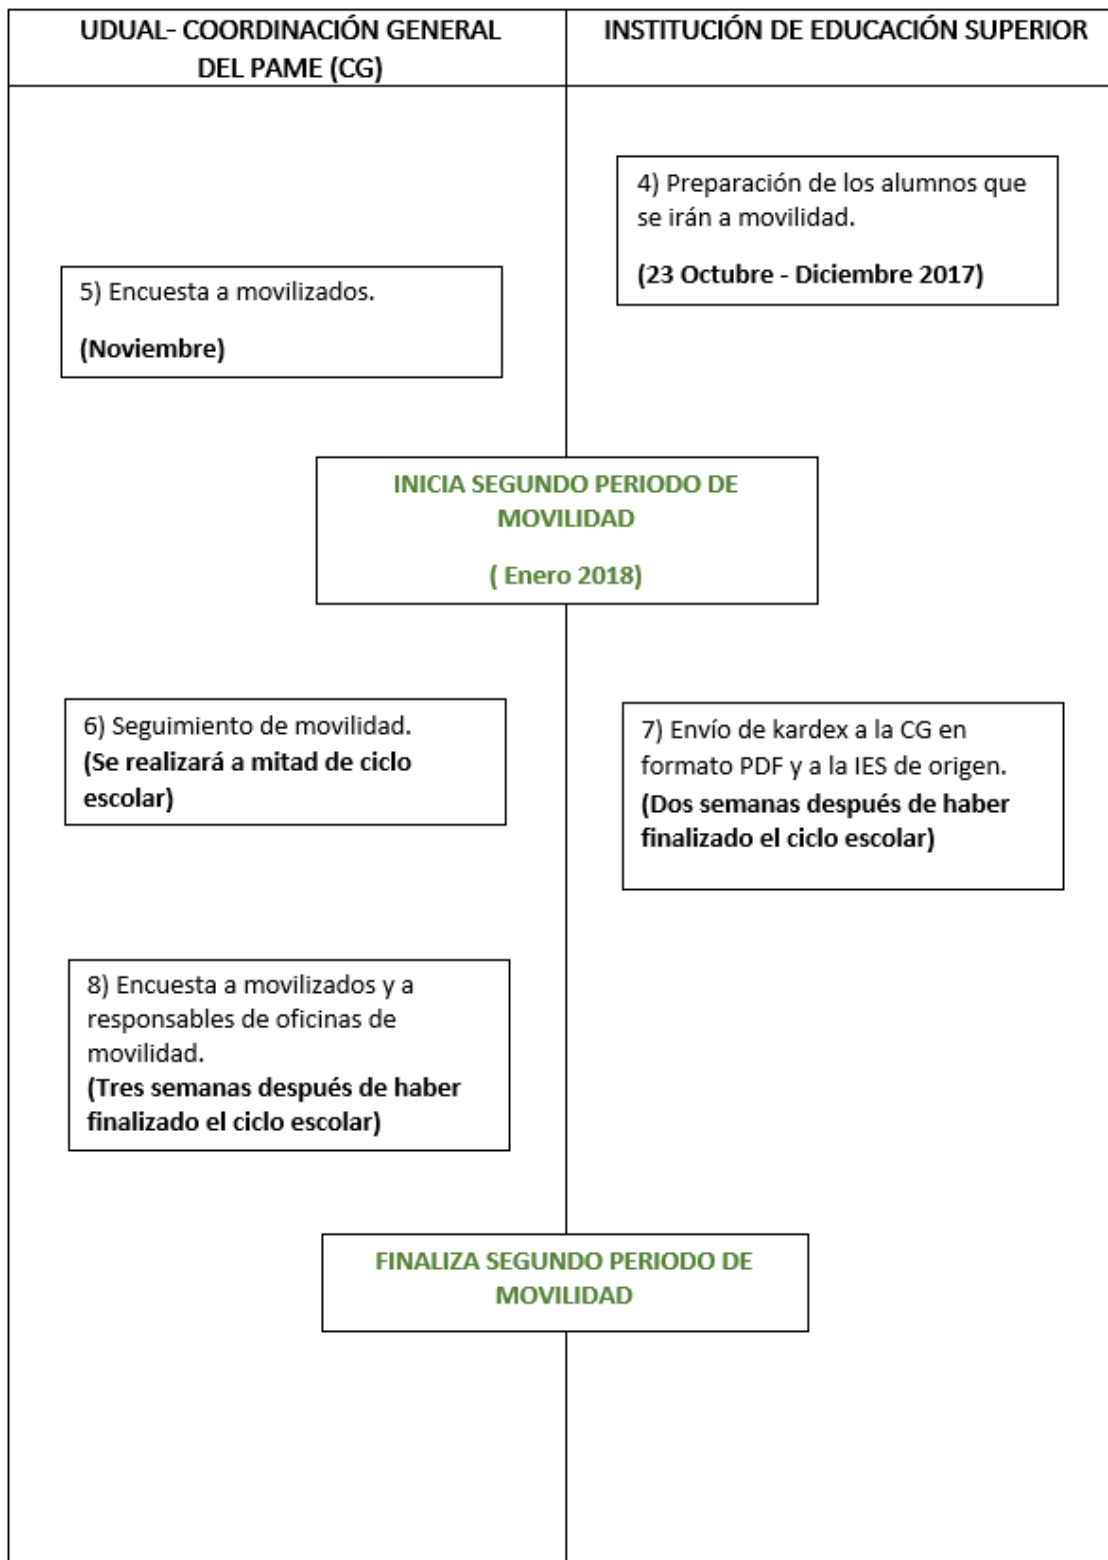 UDUAL- COORDINACIÓN GENERAL
DEL PAME (CG)
INSTITUCIÓN DE EDUCACIÓN SUPERIOR
4) Preparación de los alumnos que
se irán a movilidad.
(23 Octubre - Diciembre 2017)
5) Encuesta a movilizados.
(Noviembre)
INICIA SEGUNDO PERIODO DE
MOVILIDAD
( Enero 2018)
6) Seguimiento de movilidad.
(Se realizará a mitad de ciclo
escolar)
7) Envío de kardex a la CG en
formato PDF y a la IES de origen.
(Dos semanas después de haber
finalizado el ciclo escolar)
8) Encuesta a movilizados y a
responsables de oficinas de
movilidad.
(Tres semanas después de haber
finalizado el ciclo escolar)
FINALIZA SEGUNDO PERIODO DE
MOVILIDAD